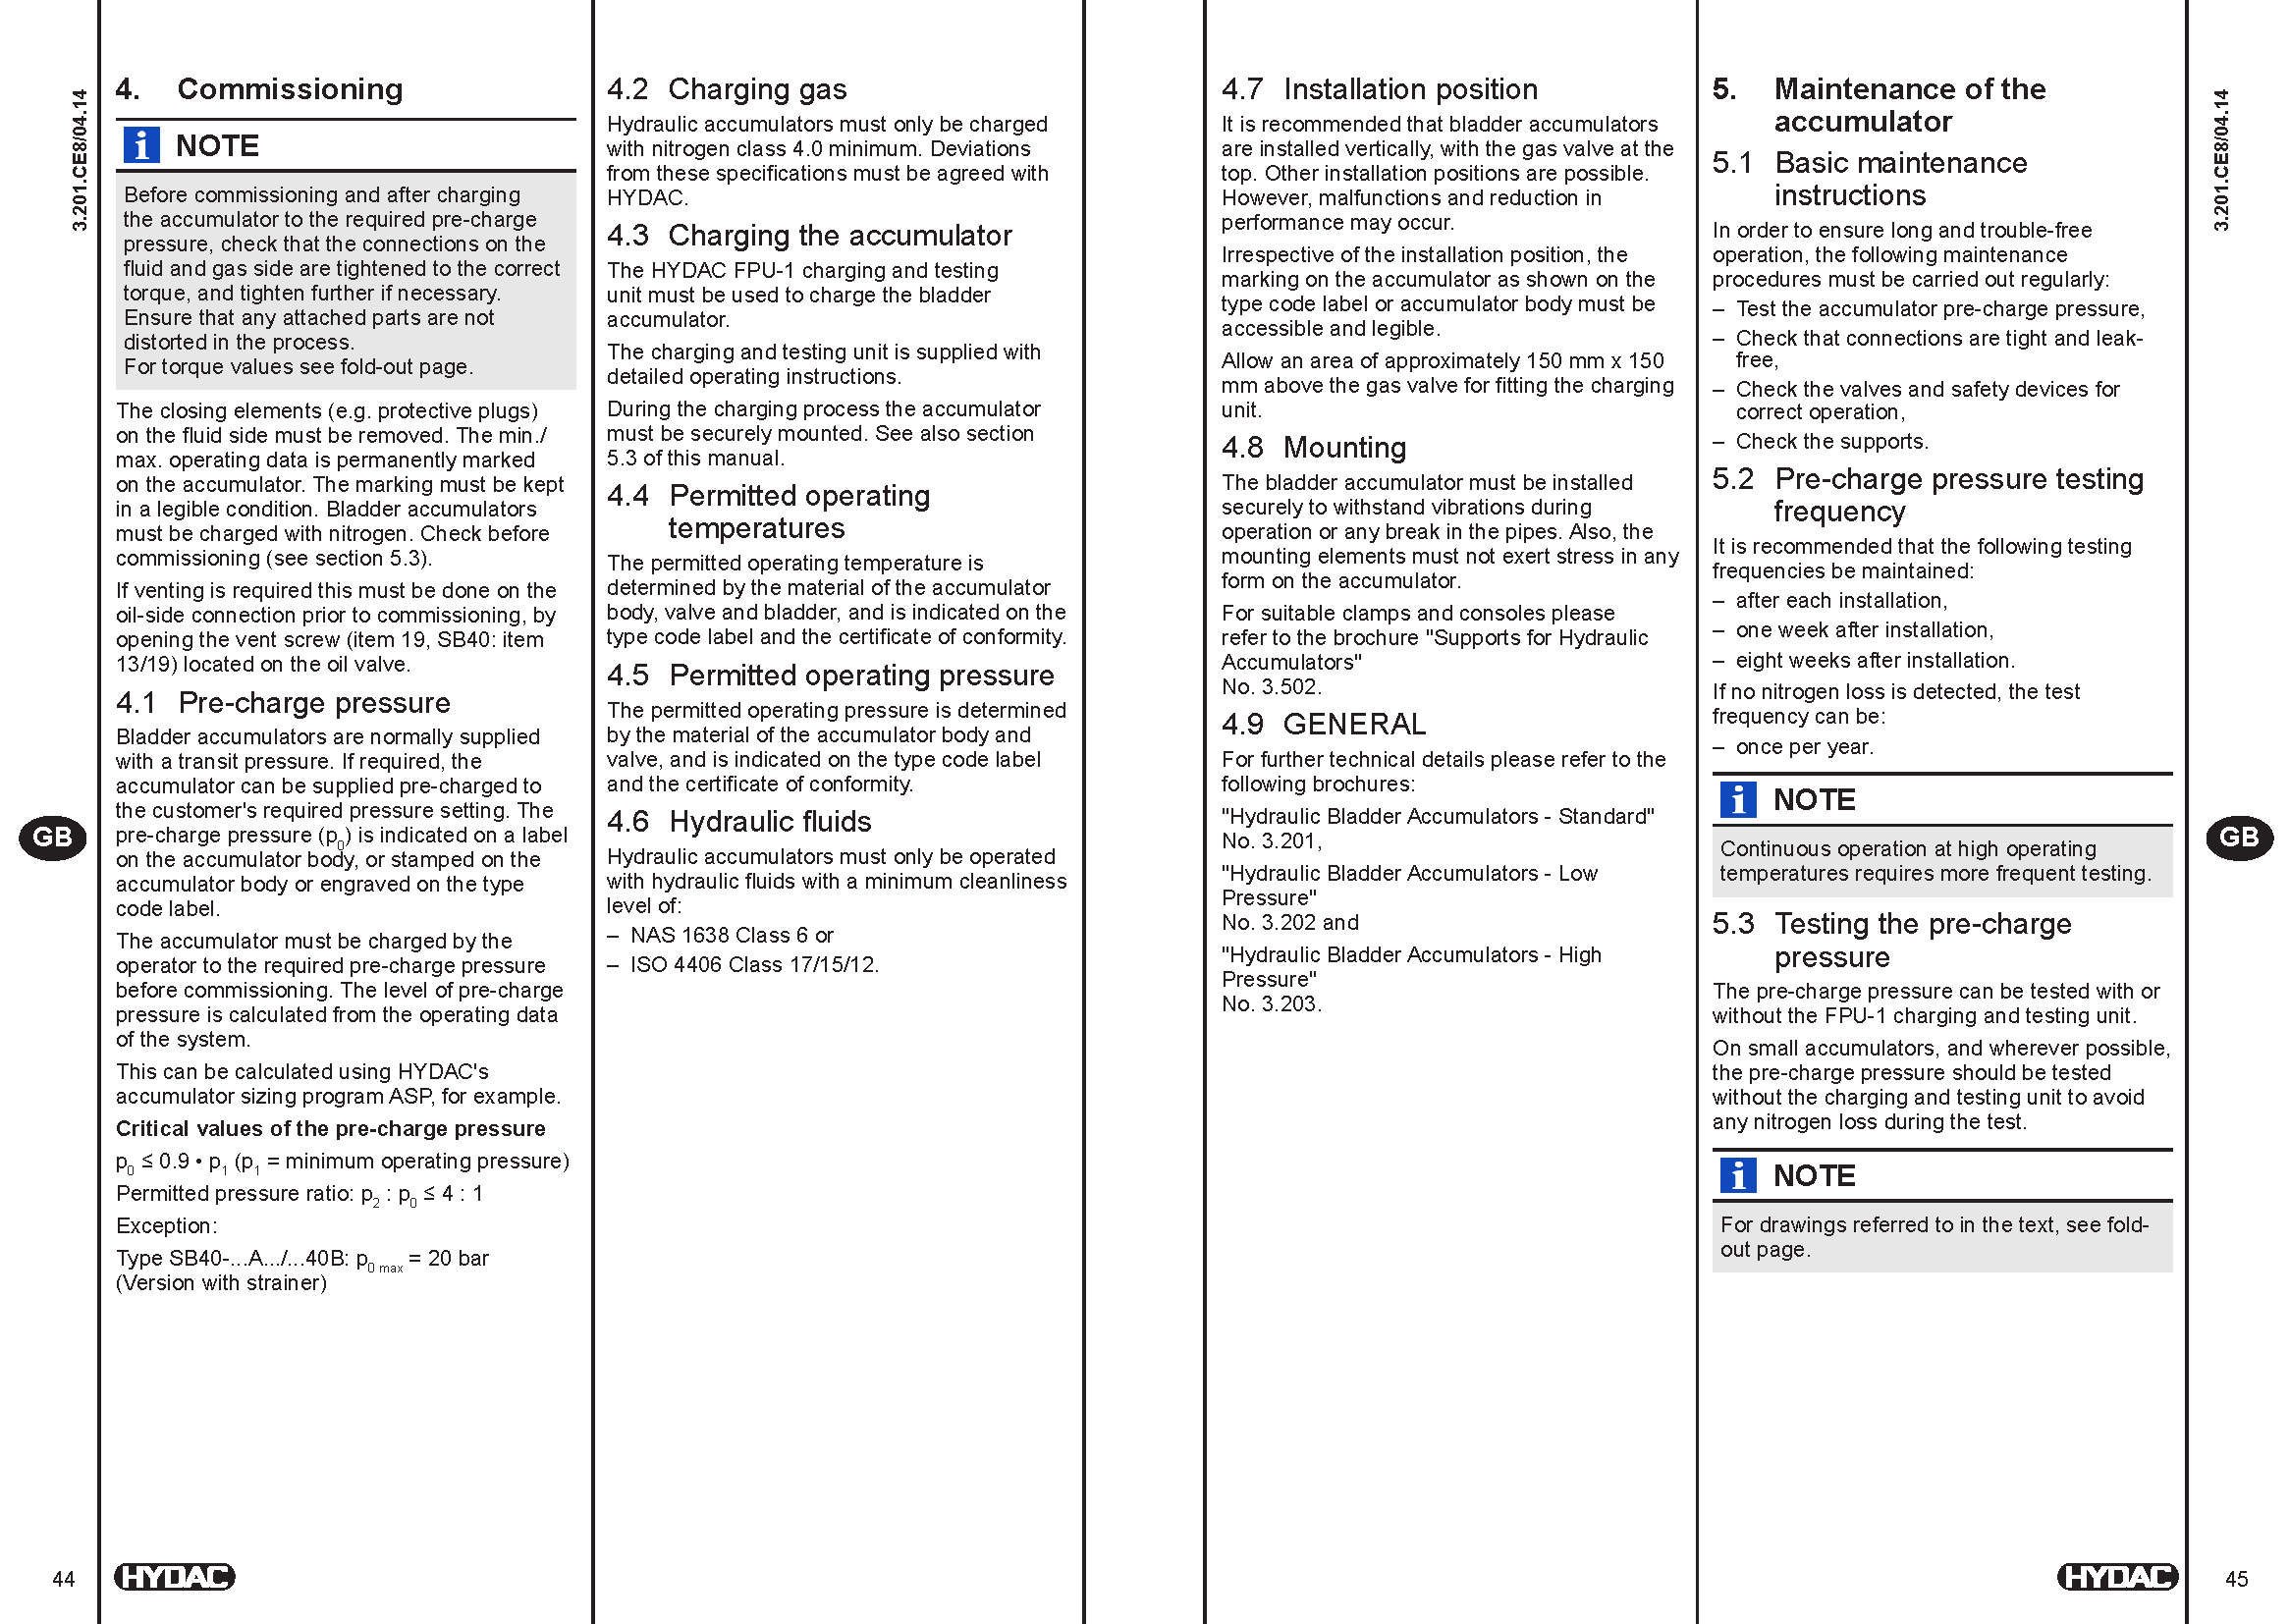 3.201.CE8/04.14
4. Commissioning
i NOTE
Before commissioning and after charging
the accumulator to the required pre-charge
pressure, check that the connections on the
fluid and gas side are tightened to the correct
torque, and tighten further if necessary.
Ensure that any attached parts are not
distorted in the process.
For torque values see fold-out page.
The closing elements (e.g. protective plugs)
on the fluid side must be removed. The min./
max. operating data is permanently marked
on the accumulator. The marking must be kept
in a legible condition. Bladder accumulators
must be charged with nitrogen. Check before
commissioning (see section 5.3).
If venting is required this must be done on the
oil-side connection prior to commissioning, by
opening the vent screw (item 19, SB40: item
13/19) located on the oil valve.
4.1 Pre-charge pressure
Bladder accumulators are normally supplied
with a transit pressure. If required, the
accumulator can be supplied pre-charged to
the customer's required pressure setting. The
pre-charge pressure (p0) is indicated on a label
on the accumulator body, or stamped on the
accumulator body or engraved on the type
code label.
The accumulator must be charged by the
operator to the required pre-charge pressure
before commissioning. The level of pre-charge
pressure is calculated from the operating data
of the system.
This can be calculated using HYDAC's
accumulator sizing program ASP, for example.
Critical values of the pre-charge pressure
p0 ≤ 0.9 • p1 (p1 = minimum operating pressure)
Permitted pressure ratio: p2 : p0 ≤ 4 : 1
Exception:
Type SB40-...A.../...40B: p0 max = 20 bar
(Version with strainer)
GB
44
HYDAC
4.2 Charging gas
Hydraulic accumulators must only be charged
with nitrogen class 4.0 minimum. Deviations
from these specifications must be agreed with
HYDAC.
4.3 Charging the accumulator
The HYDAC FPU-1 charging and testing
unit must be used to charge the bladder
accumulator.
The charging and testing unit is supplied with
detailed operating instructions.
During the charging process the accumulator
must be securely mounted. See also section
5.3 of this manual.
4.4 Permitted operating
temperatures
The permitted operating temperature is
determined by the material of the accumulator
body, valve and bladder, and is indicated on the
type code label and the certificate of conformity.
4.5 Permitted operating pressure
The permitted operating pressure is determined
by the material of the accumulator body and
valve, and is indicated on the type code label
and the certificate of conformity.
4.6 Hydraulic fluids
Hydraulic accumulators must only be operated
with hydraulic fluids with a minimum cleanliness
level of:
– NAS 1638 Class 6 or
– ISO 4406 Class 17/15/12.
4.7 Installation position
It is recommended that bladder accumulators
are installed vertically, with the gas valve at the
top. Other installation positions are possible.
However, malfunctions and reduction in
performance may occur.
Irrespective of the installation position, the
marking on the accumulator as shown on the
type code label or accumulator body must be
accessible and legible.
Allow an area of approximately 150 mm x 150
mm above the gas valve for fitting the charging
unit.
4.8 Mounting
The bladder accumulator must be installed
securely to withstand vibrations during
operation or any break in the pipes. Also, the
mounting elements must not exert stress in any
form on the accumulator.
For suitable clamps and consoles please
refer to the brochure "Supports for Hydraulic
Accumulators"
No. 3.502.
4.9 GENERAL
For further technical details please refer to the
following brochures:
"Hydraulic Bladder Accumulators - Standard"
No. 3.201,
"Hydraulic Bladder Accumulators - Low
Pressure"
No. 3.202 and
"Hydraulic Bladder Accumulators - High
Pressure"
No. 3.203.
5. Maintenance of the
accumulator
5.1 Basic maintenance
instructions
In order to ensure long and trouble-free
operation, the following maintenance
procedures must be carried out regularly:
– Test the accumulator pre-charge pressure,
– Check that connections are tight and leak-
free,
– Check the valves and safety devices for
correct operation,
– Check the supports.
5.2 Pre-charge pressure testing
frequency
It is recommended that the following testing
frequencies be maintained:
– after each installation,
– one week after installation,
– eight weeks after installation.
If no nitrogen loss is detected, the test
frequency can be:
– once per year.
i NOTE
Continuous operation at high operating
temperatures requires more frequent testing.
5.3 Testing the pre-charge
pressure
The pre-charge pressure can be tested with or
without the FPU-1 charging and testing unit.
On small accumulators, and wherever possible,
the pre-charge pressure should be tested
without the charging and testing unit to avoid
any nitrogen loss during the test.
i NOTE
For drawings referred to in the text, see fold-
out page.
HYDAC
3.201.CE8/04.14
GB
45